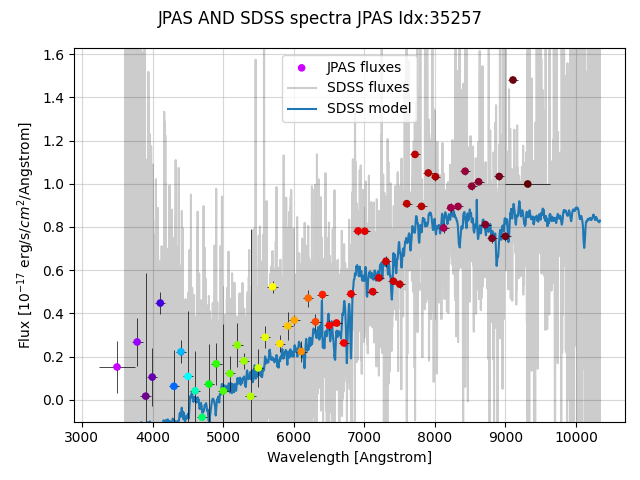 JPAS AND SDSS spectra JPAS Idx:35257
JPAS fluxes
SDSS fluxes
SDSS model
Flux [10⁻¹⁷ erg/s/cm²/Angstrom]
1.6
1.4
1.2
1.0
0.8
0.6
0.4
0.2
0.0
3000 4000 5000 6000 7000 8000 9000 10000
Wavelength [Angstrom]